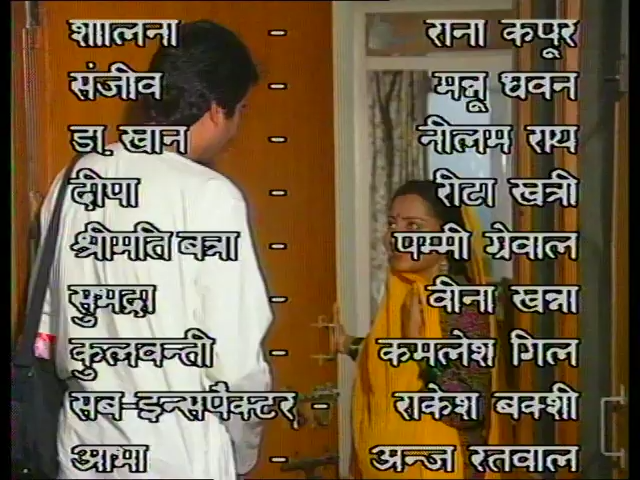 शालिना - राना कपूर
संजीव - मन्नू धवन
डा. खान - नीलम राय
दीपा - रीटा खत्री
श्रीमति बत्रा - पम्मी ग्रेवाल
सुभद्रा - वीना खन्ना
कुलवन्ती - कमलेश गिल
सब-इन्सपैक्टर - राकेश बक्शी
आभा - अन्ज रतवाल